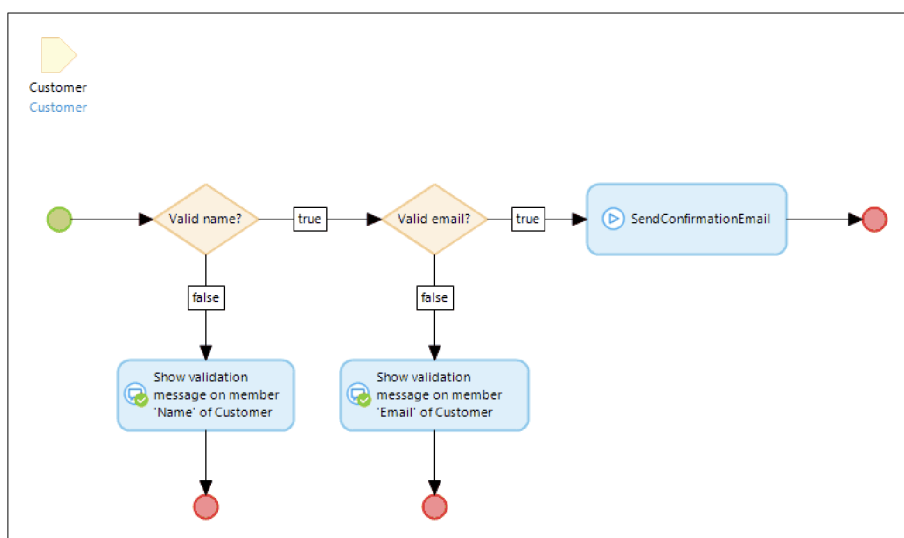 Customer
Customer
Valid name?
true
Valid email?
true
SendConfirmationEmail
false
false
Show validation
message on member
'Name' of Customer
Show validation
message on member
'Email' of Customer